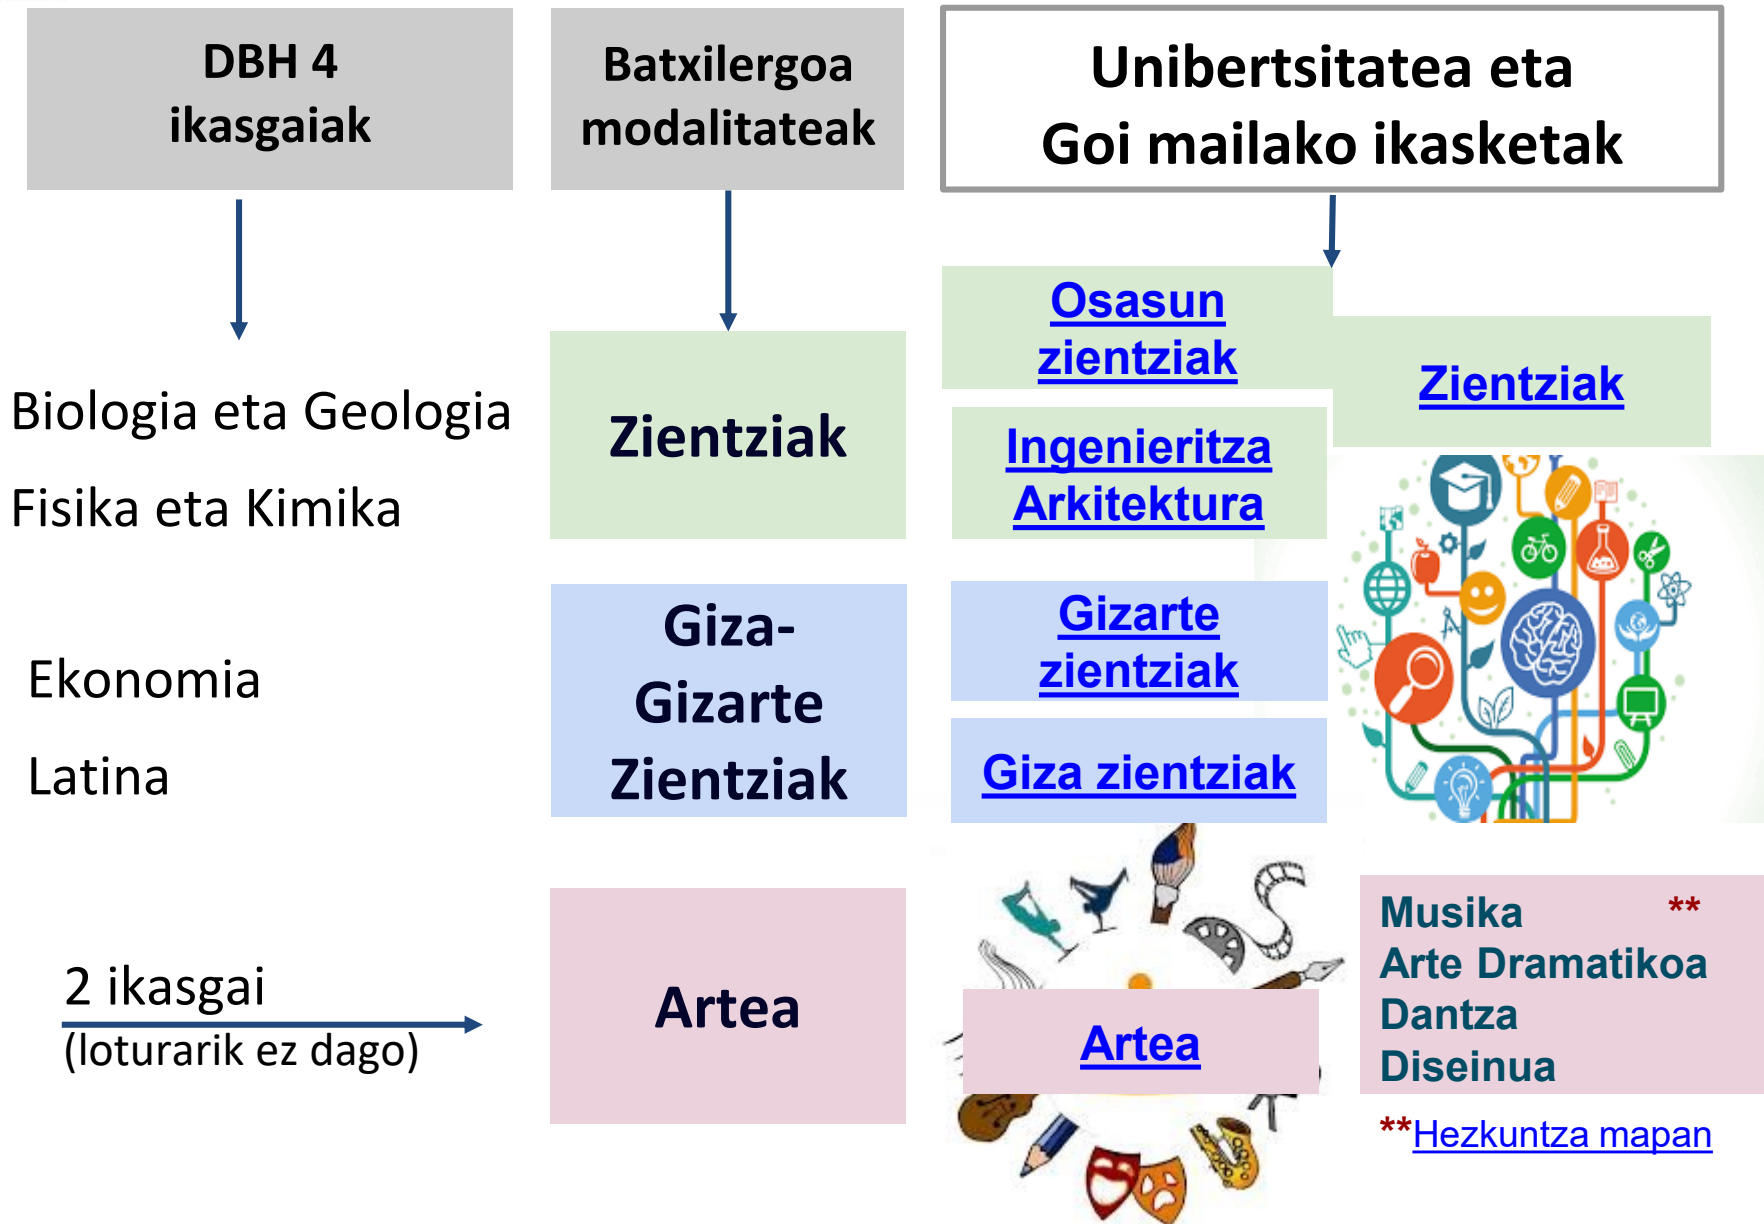 DBH 4
ikasgaiak
Batxilergoa
modalitateak
Unibertsitatea eta
Goi mailako ikasketak
Biologia eta Geologia
Fisika eta Kimika
Zientziak
Osasun
zientziak
Zientziak
Ingenieritza
Arkitektura
Ekonomia
Latina
Giza-
Gizarte
Zientziak
Gizarte
zientziak
Giza zientziak
2 ikasgai
(loturarik ez dago)
Artea
Artea
Musika **
Arte Dramatikoa
Dantza
Diseinua
**Hezkuntza mapan